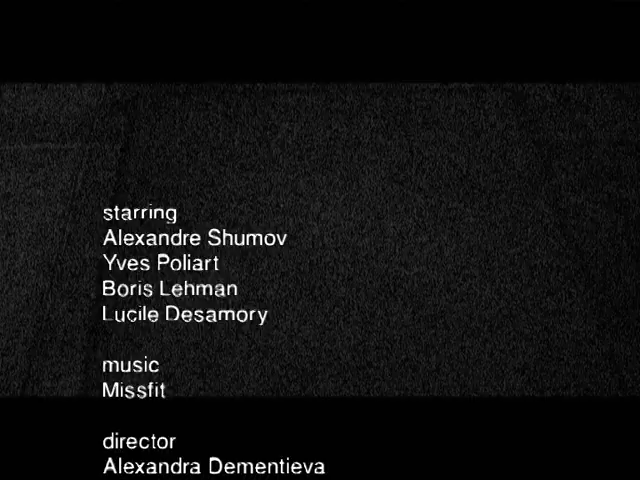 starring
Alexandre Shumov
Yves Poliart
Boris Lehman
Lucile Desamory
music
Missfit
director
Alexandra Dementieva